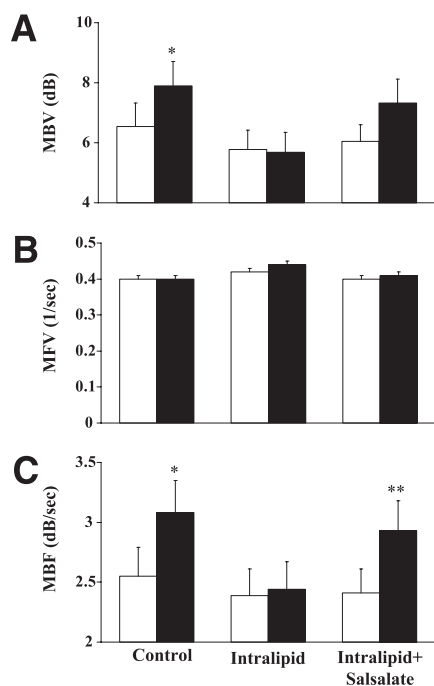 A
MBV (dB)
10
8
6
4
*
B
MFV (1/sec)
0.5
0.4
0.3
0.2
0.1
0
C
MBF (dB/sec)
3.5
3
2.5
2
*
**
Control
Intralipid
Intralipid+
Salsalate